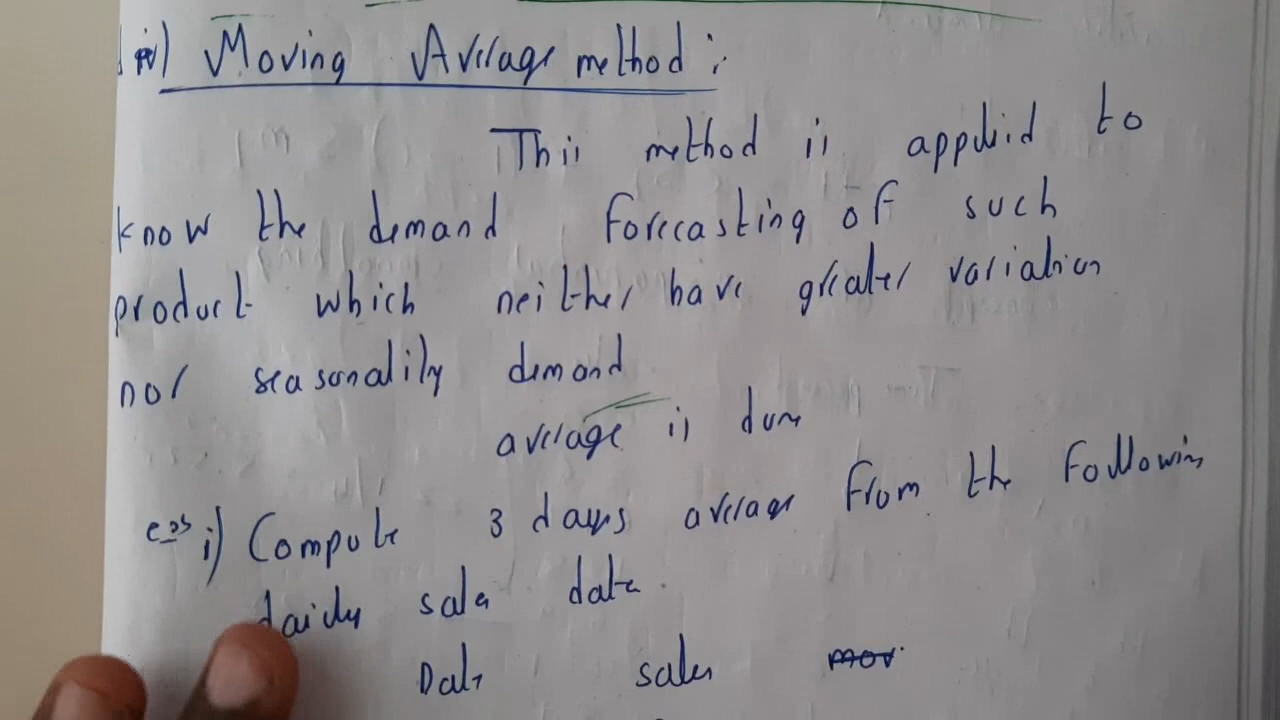 iv) Moving Average method :
This method is applied to
know the demand forecasting of such
product which neither have greater variation
nor seasonality demand
average is done
e.g i) Compute 3 days average from the following
daily sales data.
Date sales mov.